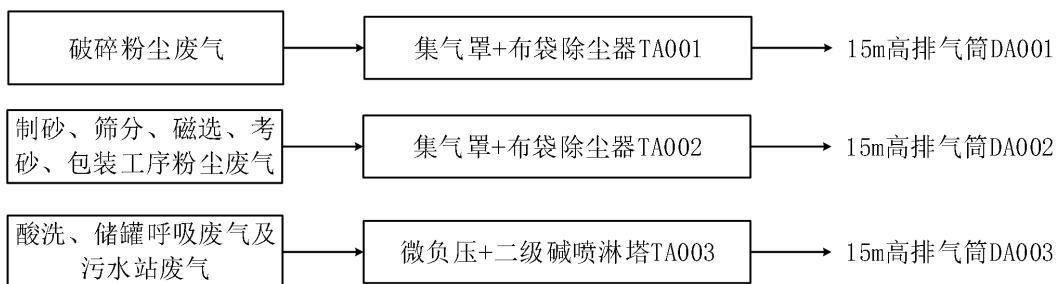 破碎粉尘废气
集气罩+布袋除尘器TA001
15m高排气筒DA001
制砂、筛分、磁选、考
砂、包装工序粉尘废气
集气罩+布袋除尘器TA002
15m高排气筒DA002
酸洗、储罐呼吸废气及
污水站废气
微负压+二级碱喷淋塔TA003
15m高排气筒DA003